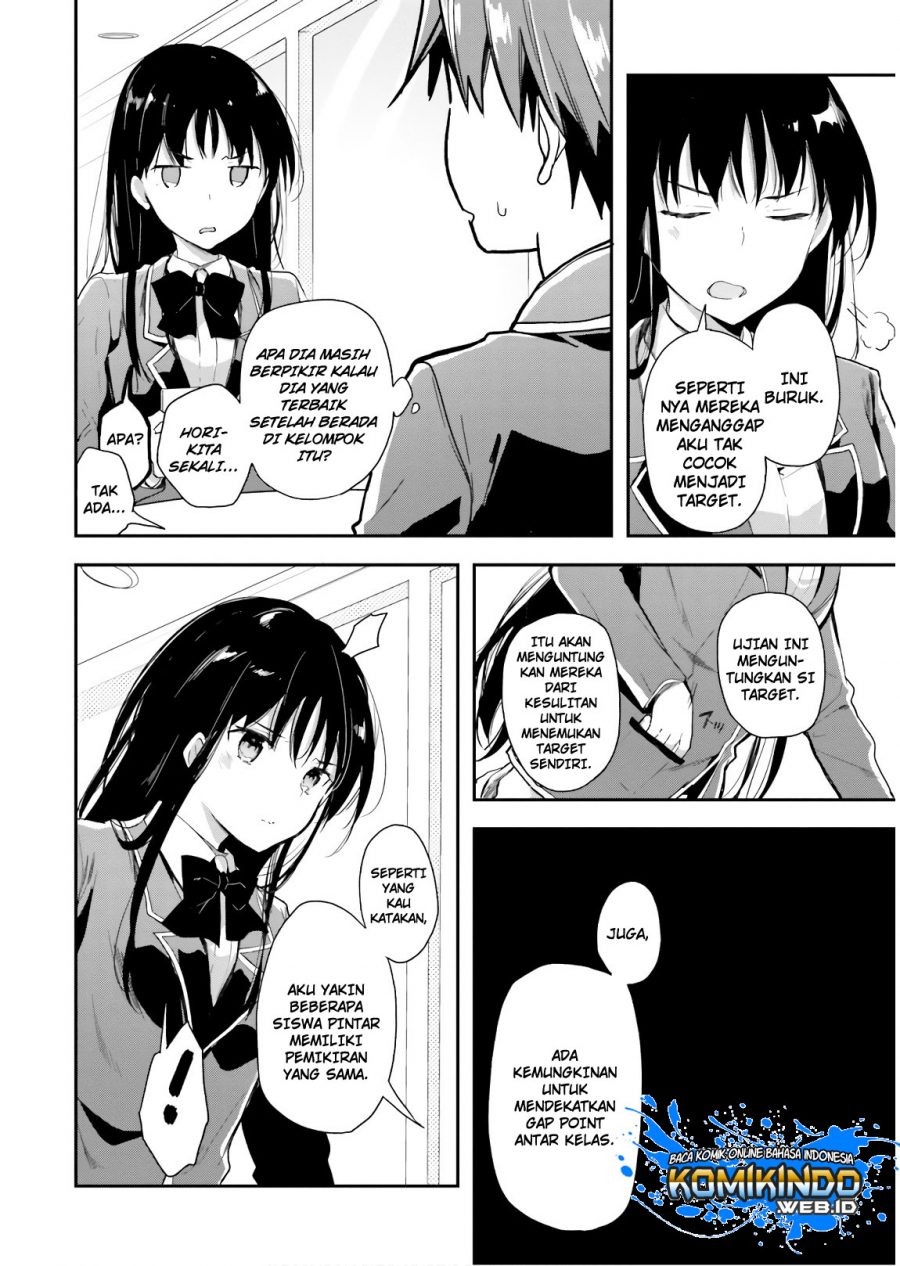 INI
BURUK.
SEPERTI
NYA MEREKA
MENGANGGAP
AKU TAK
COCOK
MENJADI
TARGET.
APA DIA MASIH
BERPIKIR KALAU
DIA YANG
TERBAIK
SETELAH BERADA
DI KELOMPOK
ITU?
HORI-
KITA
SEKALI...
APA?
TAK
ADA...
UJIAN INI
MENGUN-
TUNGKAN SI
TARGET.
ITU AKAN
MENGUNTUNG
KAN MEREKA
DARI
KESULITAN
UNTUK
MENEMUKAN
TARGET
SENDIRI.
SEPERTI
YANG
KAU
KATAKAN,
AKU YAKIN
BEBERAPA
SISWA PINTAR
MEMILIKI
PEMIKIRAN
YANG SAMA.
!
JUGA,
ADA
KEMUNGKINAN
UNTUK
MENDEKATKAN
GAP POINT
ANTAR KELAS.
BACA KOMIK ONLINE BAHASA INDONESIA
KOMIKINDO
WEB.ID